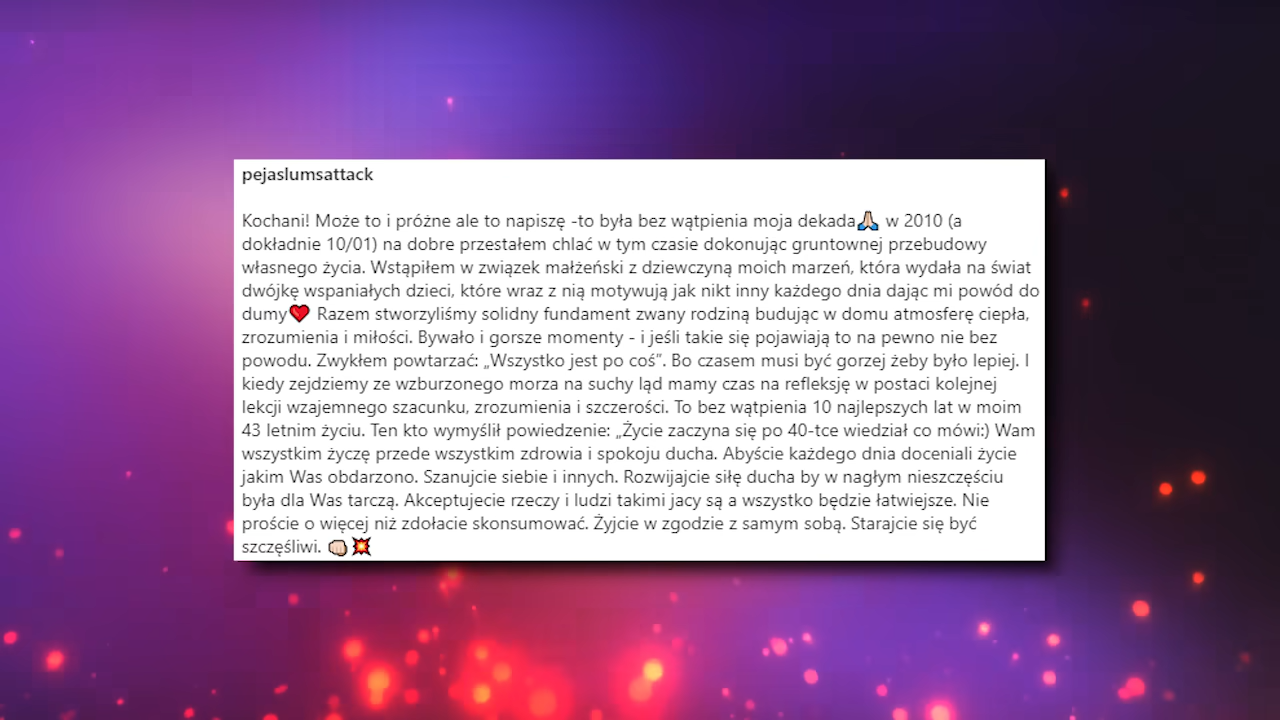 pejaslumsattack
Kochani! Może to i próżne ale to napiszę -to była bez wątpienia moja dekada🙏🏻 w 2010 (a
dokładnie 10/01) na dobre przestałem chlać w tym czasie dokonując gruntownej przebudowy
własnego życia. Wstąpiłem w związek małżeński z dziewczyną moich marzeń, która wydała na świat
dwójkę wspaniałych dzieci, które wraz z nią motywują jak nikt inny każdego dnia dając mi powód do
dumy❤️ Razem stworzyliśmy solidny fundament zwany rodziną budując w domu atmosferę ciepła,
zrozumienia i miłości. Bywało i gorsze momenty - i jeśli takie się pojawiają to na pewno nie bez
powodu. Zwykłem powtarzać: „Wszystko jest po coś”. Bo czasem musi być gorzej żeby było lepiej. I
kiedy zejdziemy ze wzburzonego morza na suchy ląd mamy czas na refleksję w postaci kolejnej
lekcji wzajemnego szacunku, zrozumienia i szczerości. To bez wątpienia 10 najlepszych lat w moim
43 letnim życiu. Ten kto wymyślił powiedzenie: „Życie zaczyna się po 40-tce wiedział co mówi:) Wam
wszystkim życzę przede wszystkim zdrowia i spokoju ducha. Abyście każdego dnia doceniali życie
jakim Was obdarzono. Szanujcie siebie i innych. Rozwijajcie siłę ducha by w nagłym nieszczęściu
była dla Was tarczą. Akceptujecie rzeczy i ludzi takimi jacy są a wszystko będzie łatwiejsze. Nie
proście o więcej niż zdołacie skonsumować. Żyjcie w zgodzie z samym sobą. Starajcie się być
szczęśliwi. 👊🏻💥